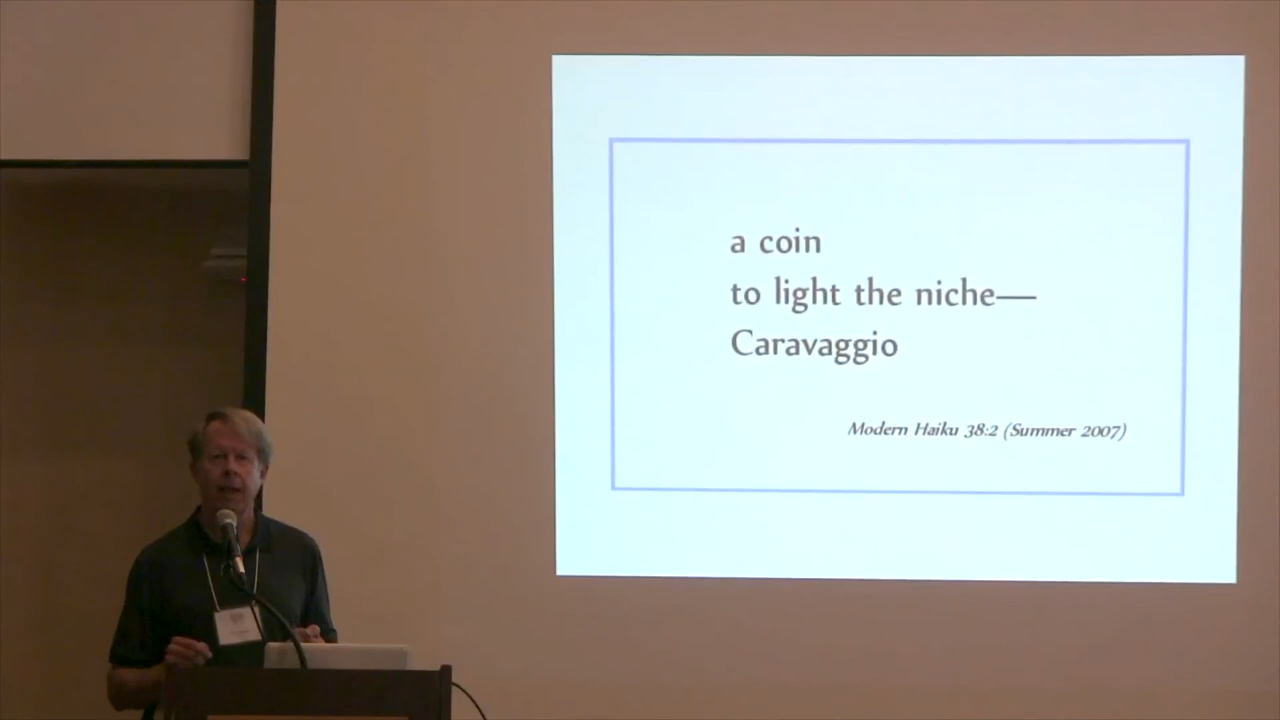 a coin
to light the niche—
Caravaggio
Modern Haiku 38:2 (Summer 2007)